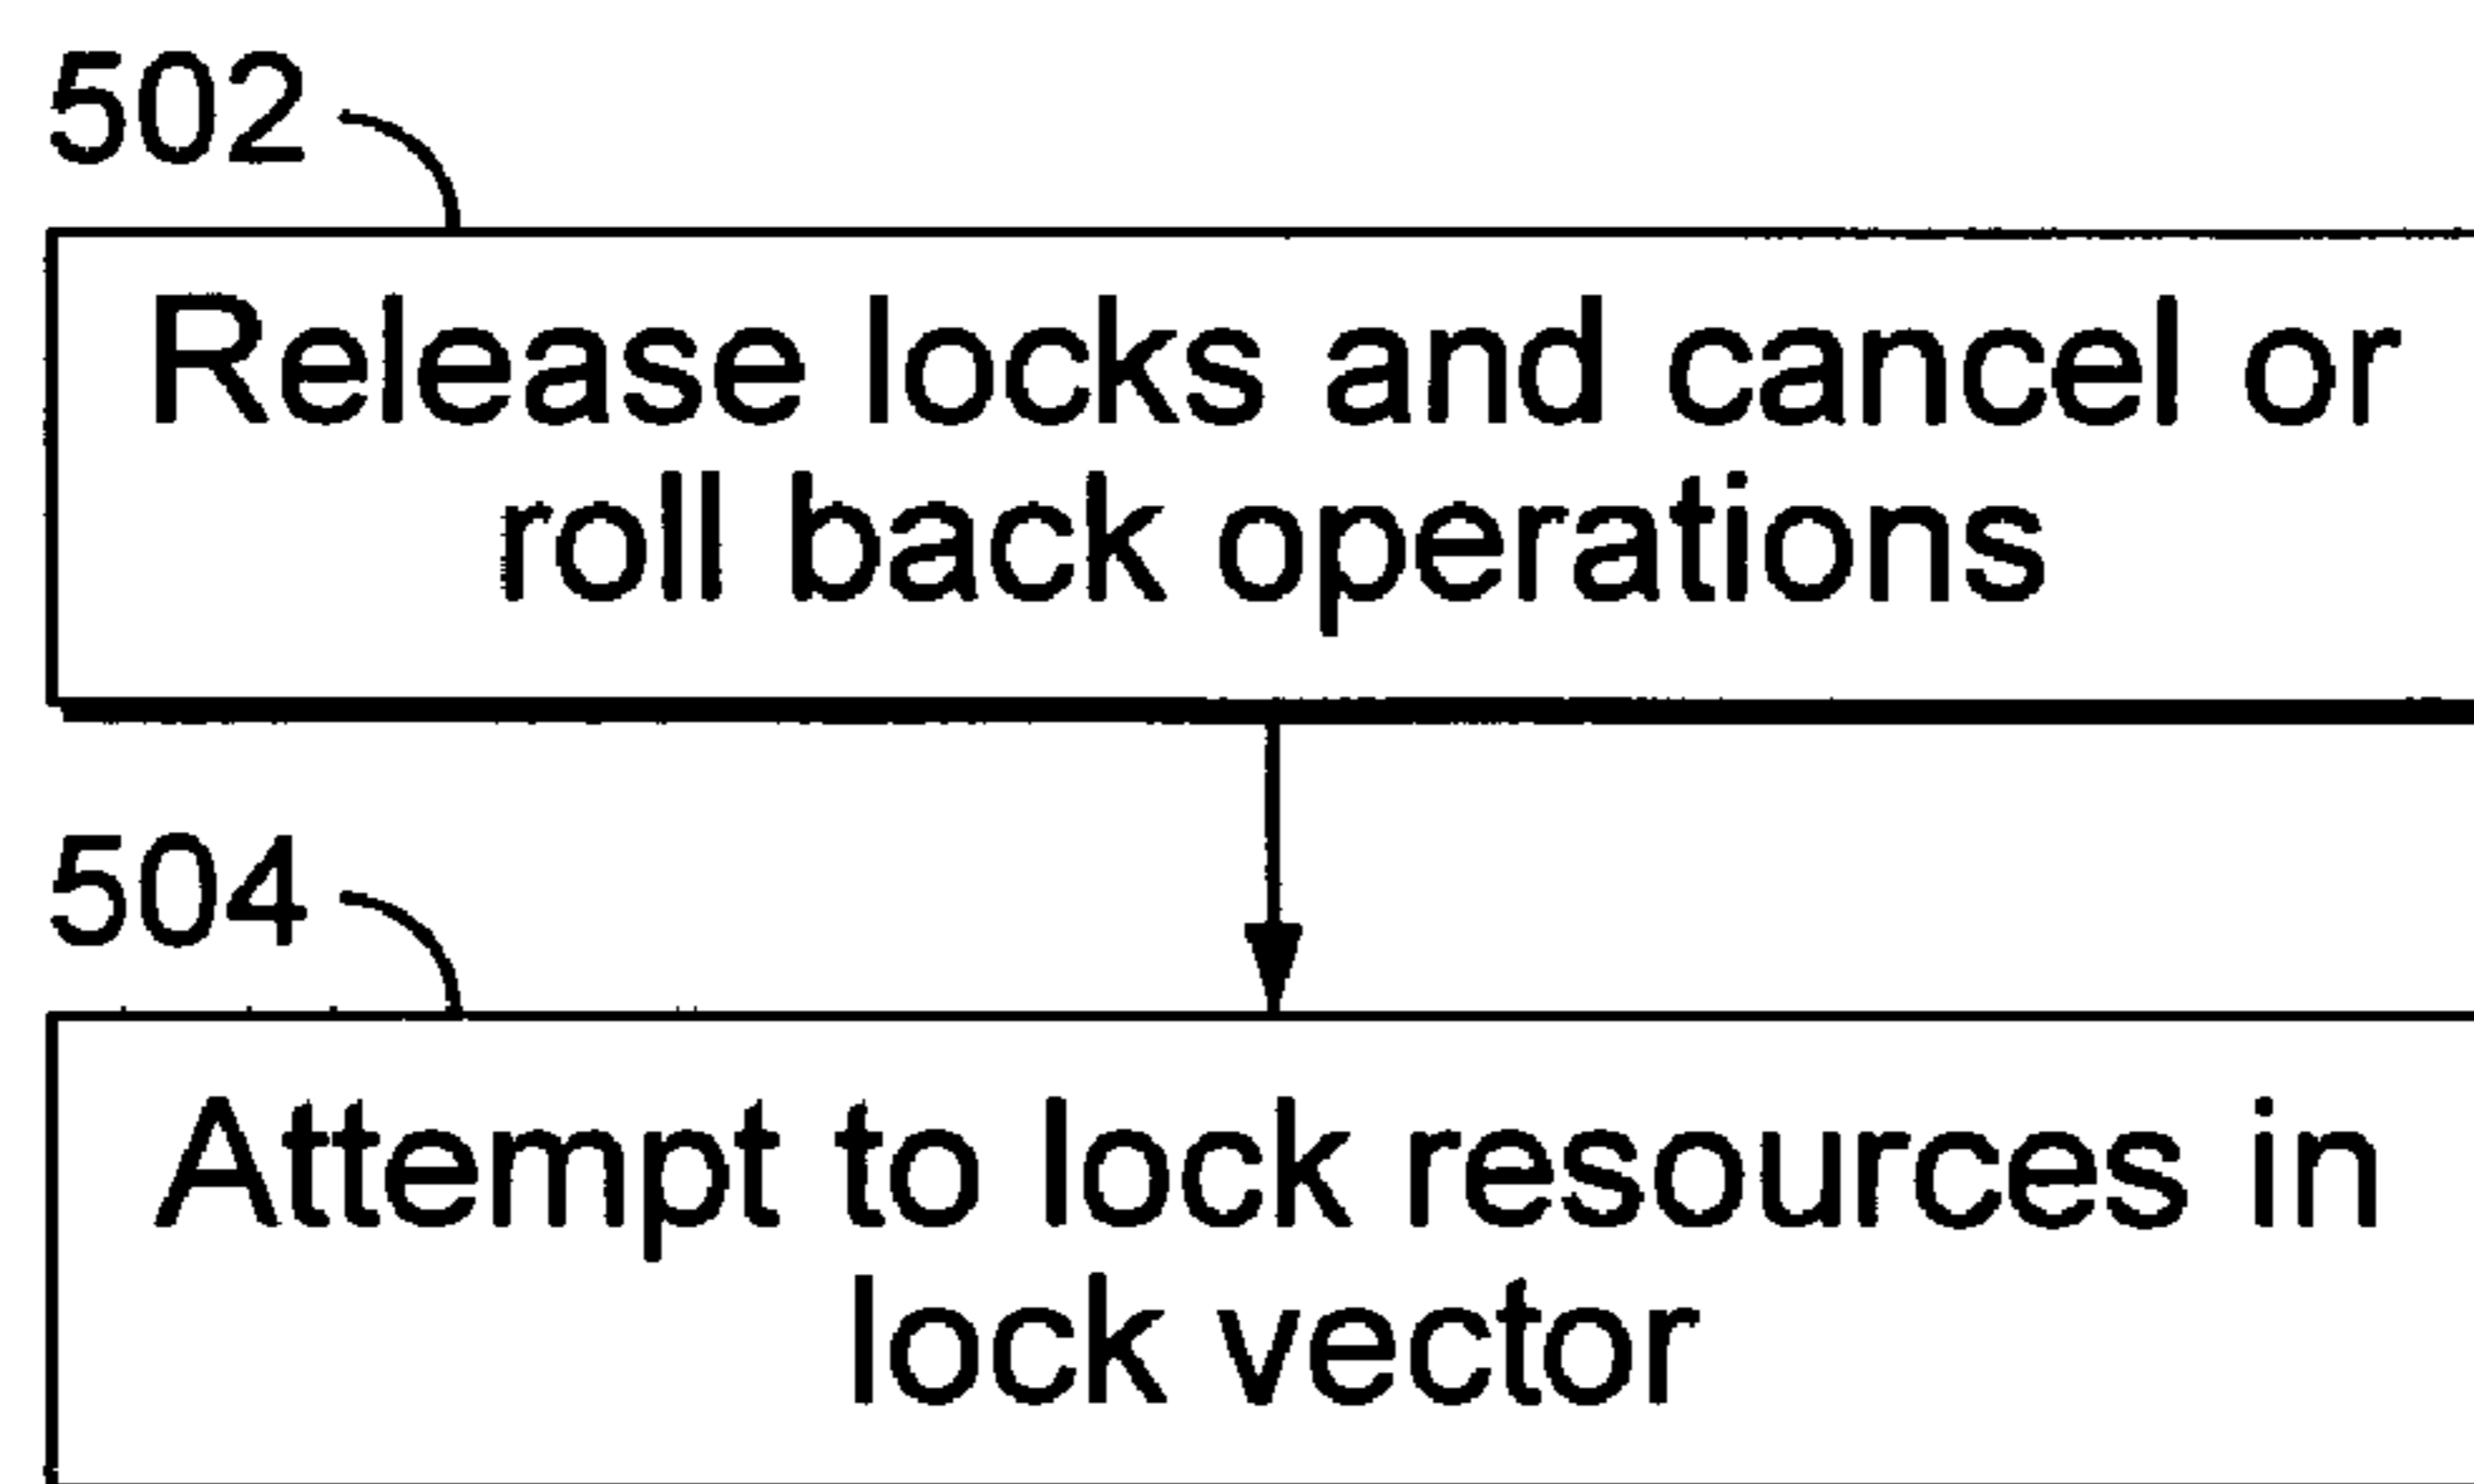 502
Release locks and cancel or
roll back operations
504
Attempt to lock resources in
lock vector